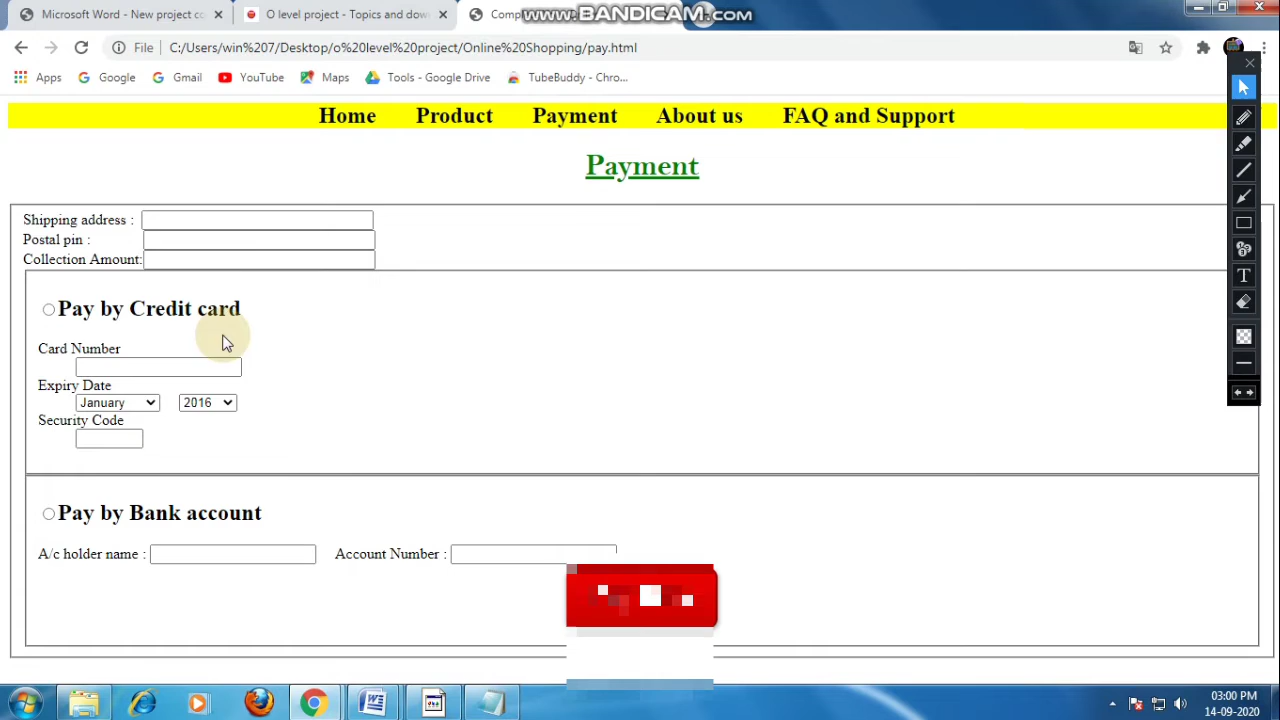 Microsoft Word - New project co
O level project - Topics and dow
Comp
www.BANDICAM.com
File
C:/Users/win%207/Desktop/o%20level%20project/Online%20Shopping/pay.html
Apps
Google
Gmail
YouTube
Maps
Tools - Google Drive
TubeBuddy - Chro...
Home
Product
Payment
About us
FAQ and Support
Payment
Shipping address :
Postal pin :
Collection Amount:
Pay by Credit card
Card Number
Expiry Date
January
2016
Security Code
Pay by Bank account
A/c holder name :
Account Number :
T
03:00 PM
14-09-2020